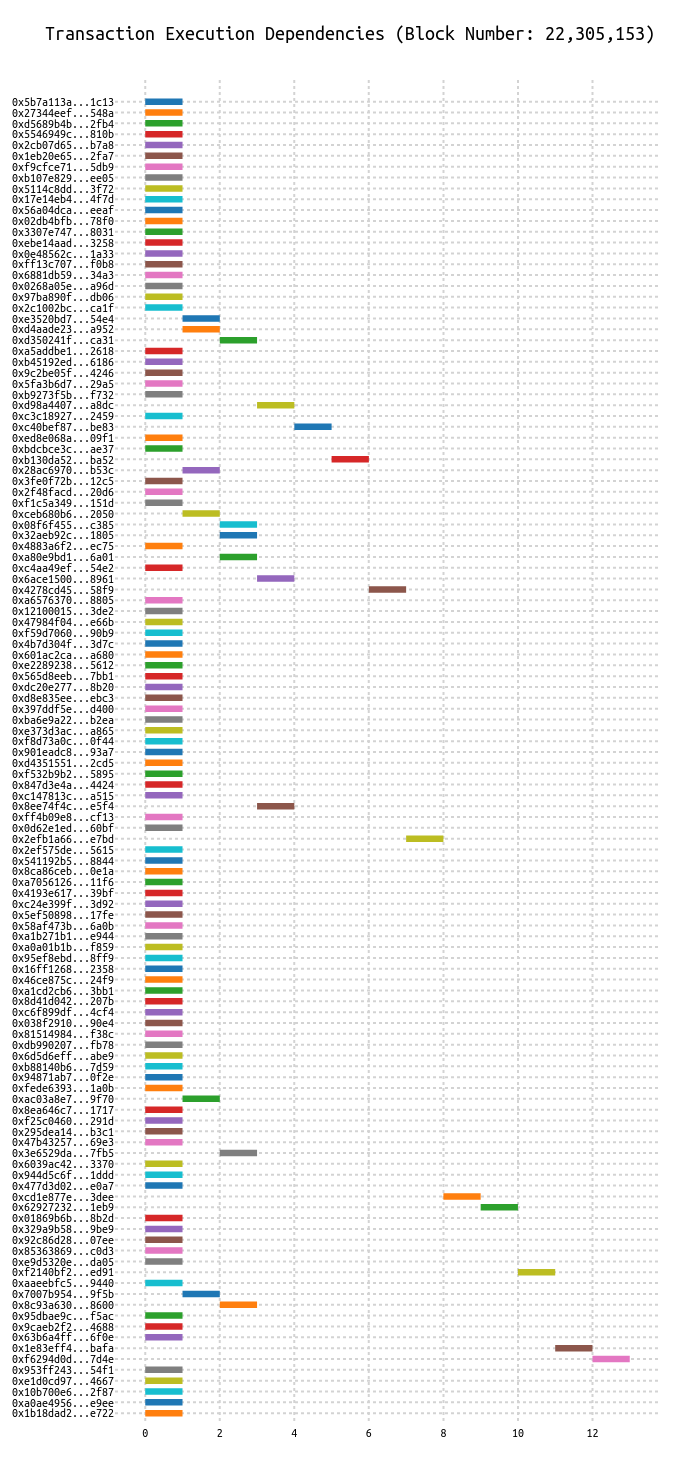 Transaction Execution Dependencies (Block Number: 22,305,153)
0x5b7a113a...1c13
0x27344eef...548a
0xd5689b4b...2fb4
0x5546949c...810b
0x2cb07d65...b7a8
0x1eb20e65...2fa7
0xf9cfce71...5db9
0xb107e829...ee05
0x5114c8dd...3f72
0x17e14eb4...4f7d
0x56a04dca...eeaf
0x02db4bfb...78f0
0x3307e747...8031
0xebe14aad...3258
0x0e48562c...1a33
0xff13c707...f0b8
0x6881db59...34a3
0x0268a05e...a96d
0x97ba890f...db06
0x2c1002bc...ca1f
0xe3520bd7...54e4
0xd4aade23...a952
0xd350241f...ca31
0xa5addbe1...2618
0xb45192ed...6186
0x9c2be05f...4246
0x5fa3b6d7...29a5
0xb9273f5b...f732
0xd98a4407...a8dc
0xc3c18927...2459
0xc40bef87...be83
0xed8e068a...09f1
0xbdcbce3c...ae37
0xb130da52...ba52
0x28ac6970...b53c
0x3fe0f72b...12c5
0x2f48facd...20d6
0xf1c5a349...151d
0xceb680b6...2050
0x08f6f455...c385
0x32aeb92c...1805
0x4883a6f2...ec75
0xa80e9bd1...6a01
0xc4aa49ef...54e2
0x6ace1500...8961
0x4278cd45...58f9
0xa6576370...8805
0x12100015...3de2
0x47984f04...e66b
0xf59d7060...90b9
0x4b7d304f...3d7c
0x601ac2ca...a680
0xe2289238...5612
0x565d8eeb...7bb1
0xdc20e277...8b20
0xd8e835ee...ebc3
0x397ddf5e...d400
0xba6e9a22...b2ea
0xe373d3ac...a865
0xf8d73a0c...0f44
0x901eadc8...93a7
0xd4351551...2cd5
0xf532b9b2...5895
0x847d3e4a...4424
0xc147813c...a515
0x8ee74f4c...e5f4
0xff4b09e8...cf13
0x0d62e1ed...60bf
0x2efb1a66...e7bd
0x2ef575de...5615
0x541192b5...8844
0x8ca86ceb...0e1a
0xa7056126...11f6
0x4193e617...39bf
0xc24e399f...3d92
0x5ef50898...17fe
0x58af473b...6a0b
0xa1b271b1...e944
0xa0a01b1b...f859
0x95ef8ebd...8ff9
0x16ff1268...2358
0x46ce875c...24f9
0xa1cd2cb6...3bb1
0x8d41d042...207b
0xc6f899df...4cf4
0x038f2910...90e4
0x81514984...f38c
0xdb990207...fb78
0x6d5d6eff...abe9
0xb88140b6...7d59
0x94871ab7...0f2e
0xfede6393...1a0b
0xac03a8e7...9f70
0x8ea646c7...1717
0xf25c0460...291d
0x295dea14...b3c1
0x47b43257...69e3
0x3e6529da...7fb5
0x6039ac42...3370
0x944d5c6f...1ddd
0x477d3d02...e0a7
0xcd1e877e...3dee
0x62927232...1eb9
0x01869b6b...8b2d
0x329a9b58...9be9
0x92c86d28...07ee
0x85363869...c0d3
0xe9d5320e...da05
0xf2140bf2...ed91
0xaaeebfc5...9440
0x7007b954...9f5b
0x8c93a630...8600
0x95dbae9c...f5ac
0x9caeb2f2...4688
0x63b6a4ff...6f0e
0x1e83eff4...bafa
0xf6294d0d...7d4e
0x953ff243...54f1
0xe1d0cd97...4667
0x10b700e6...2f87
0xa0ae4956...e9ee
0x1b18dad2...e722
0 2 4 6 8 10 12